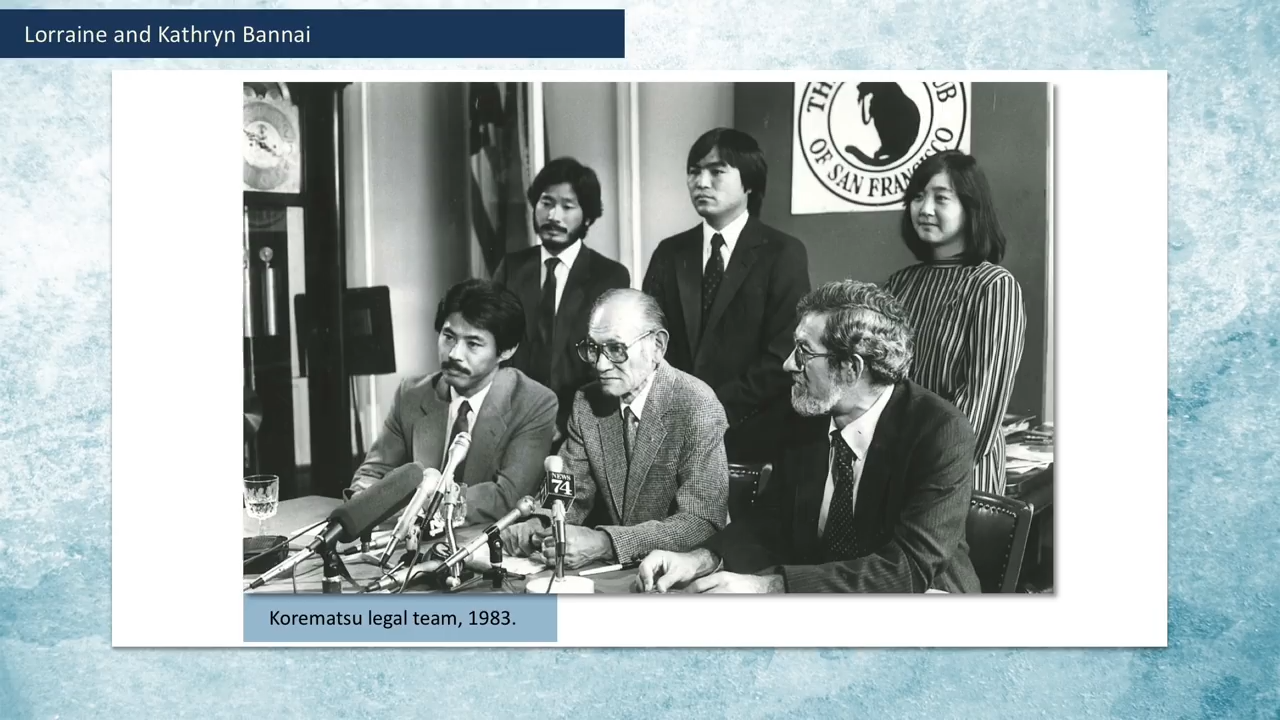 Lorraine and Kathryn Bannai
OF SAN FRANCISCO
NEWS
74
Korematsu legal team, 1983.